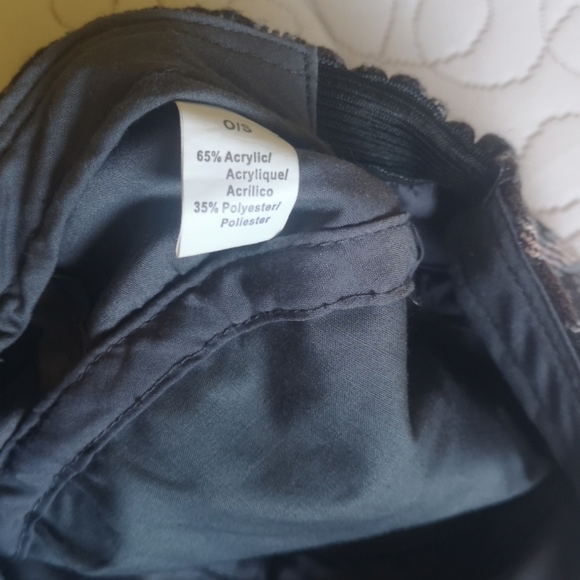 O/S
65% Acrylic/
Acrylique/
Acrilico
35% Polyester/
Poliester